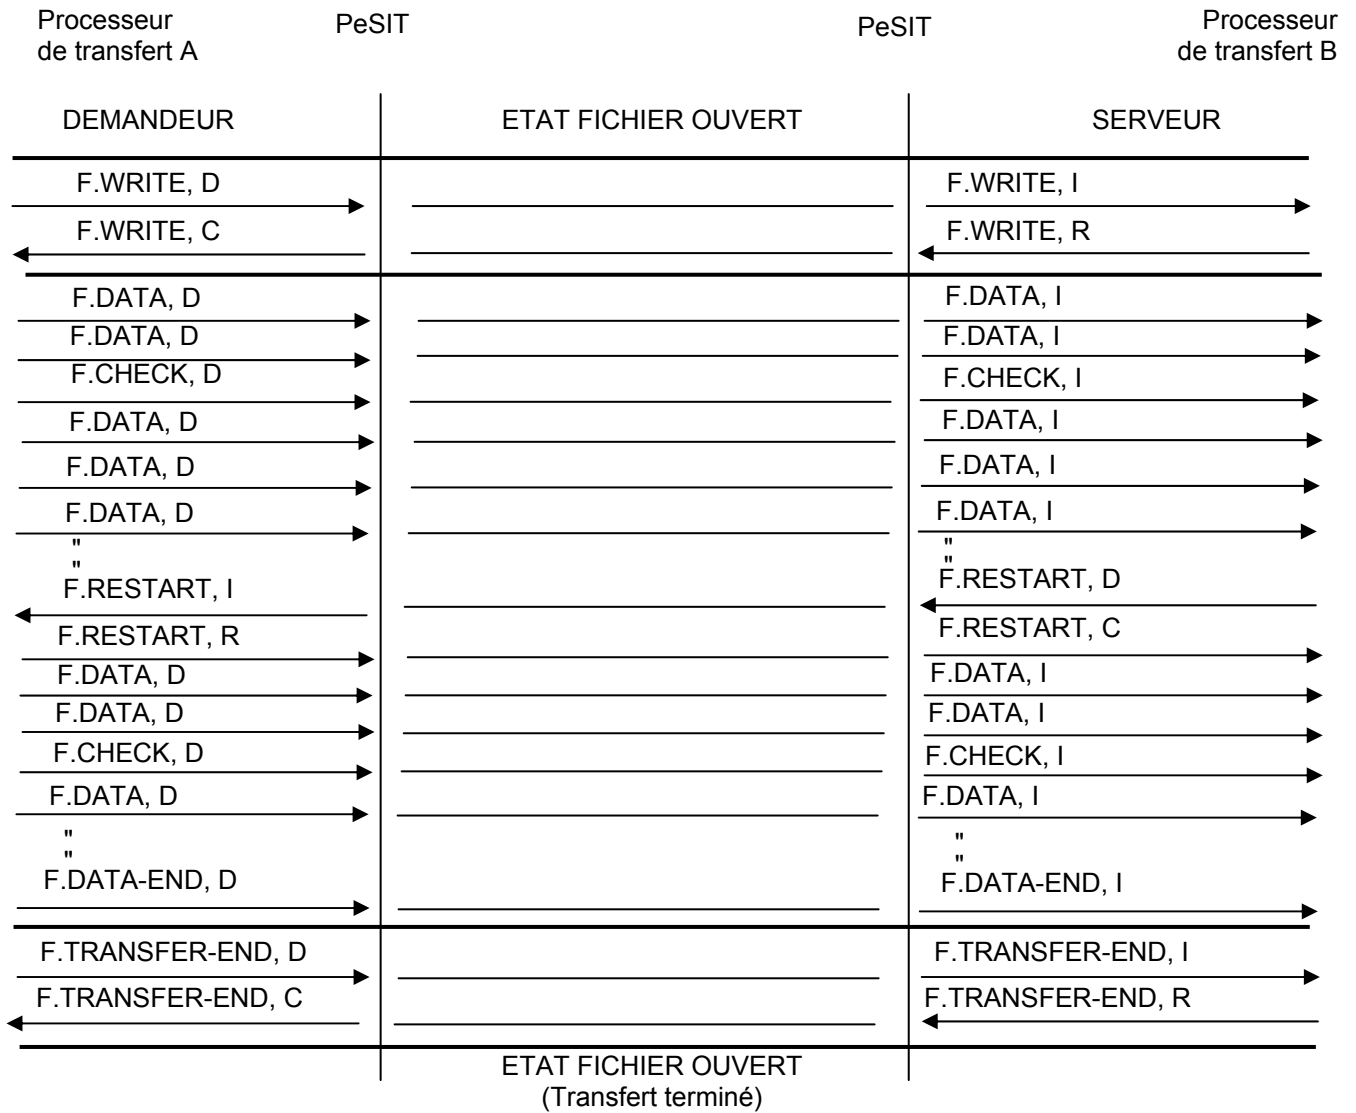 Processeur
de transfert A
PeSIT
PeSIT
Processeur
de transfert B
DEMANDEUR
ETAT FICHIER OUVERT
SERVEUR
F.WRITE, D
F.WRITE, I
F.WRITE, C
F.WRITE, R
F.DATA, D
F.DATA, I
F.DATA, D
F.DATA, I
F.CHECK, D
F.CHECK, I
F.DATA, D
F.DATA, I
F.DATA, D
F.DATA, I
F.DATA, D
F.DATA, I
"
"
"
"
F.RESTART, I
F.RESTART, D
F.RESTART, R
F.RESTART, C
F.DATA, D
F.DATA, I
F.DATA, D
F.DATA, I
F.CHECK, D
F.CHECK, I
F.DATA, D
F.DATA, I
"
"
"
"
F.DATA-END, D
F.DATA-END, I
F.TRANSFER-END, D
F.TRANSFER-END, I
F.TRANSFER-END, C
F.TRANSFER-END, R
ETAT FICHIER OUVERT
(Transfert terminé)